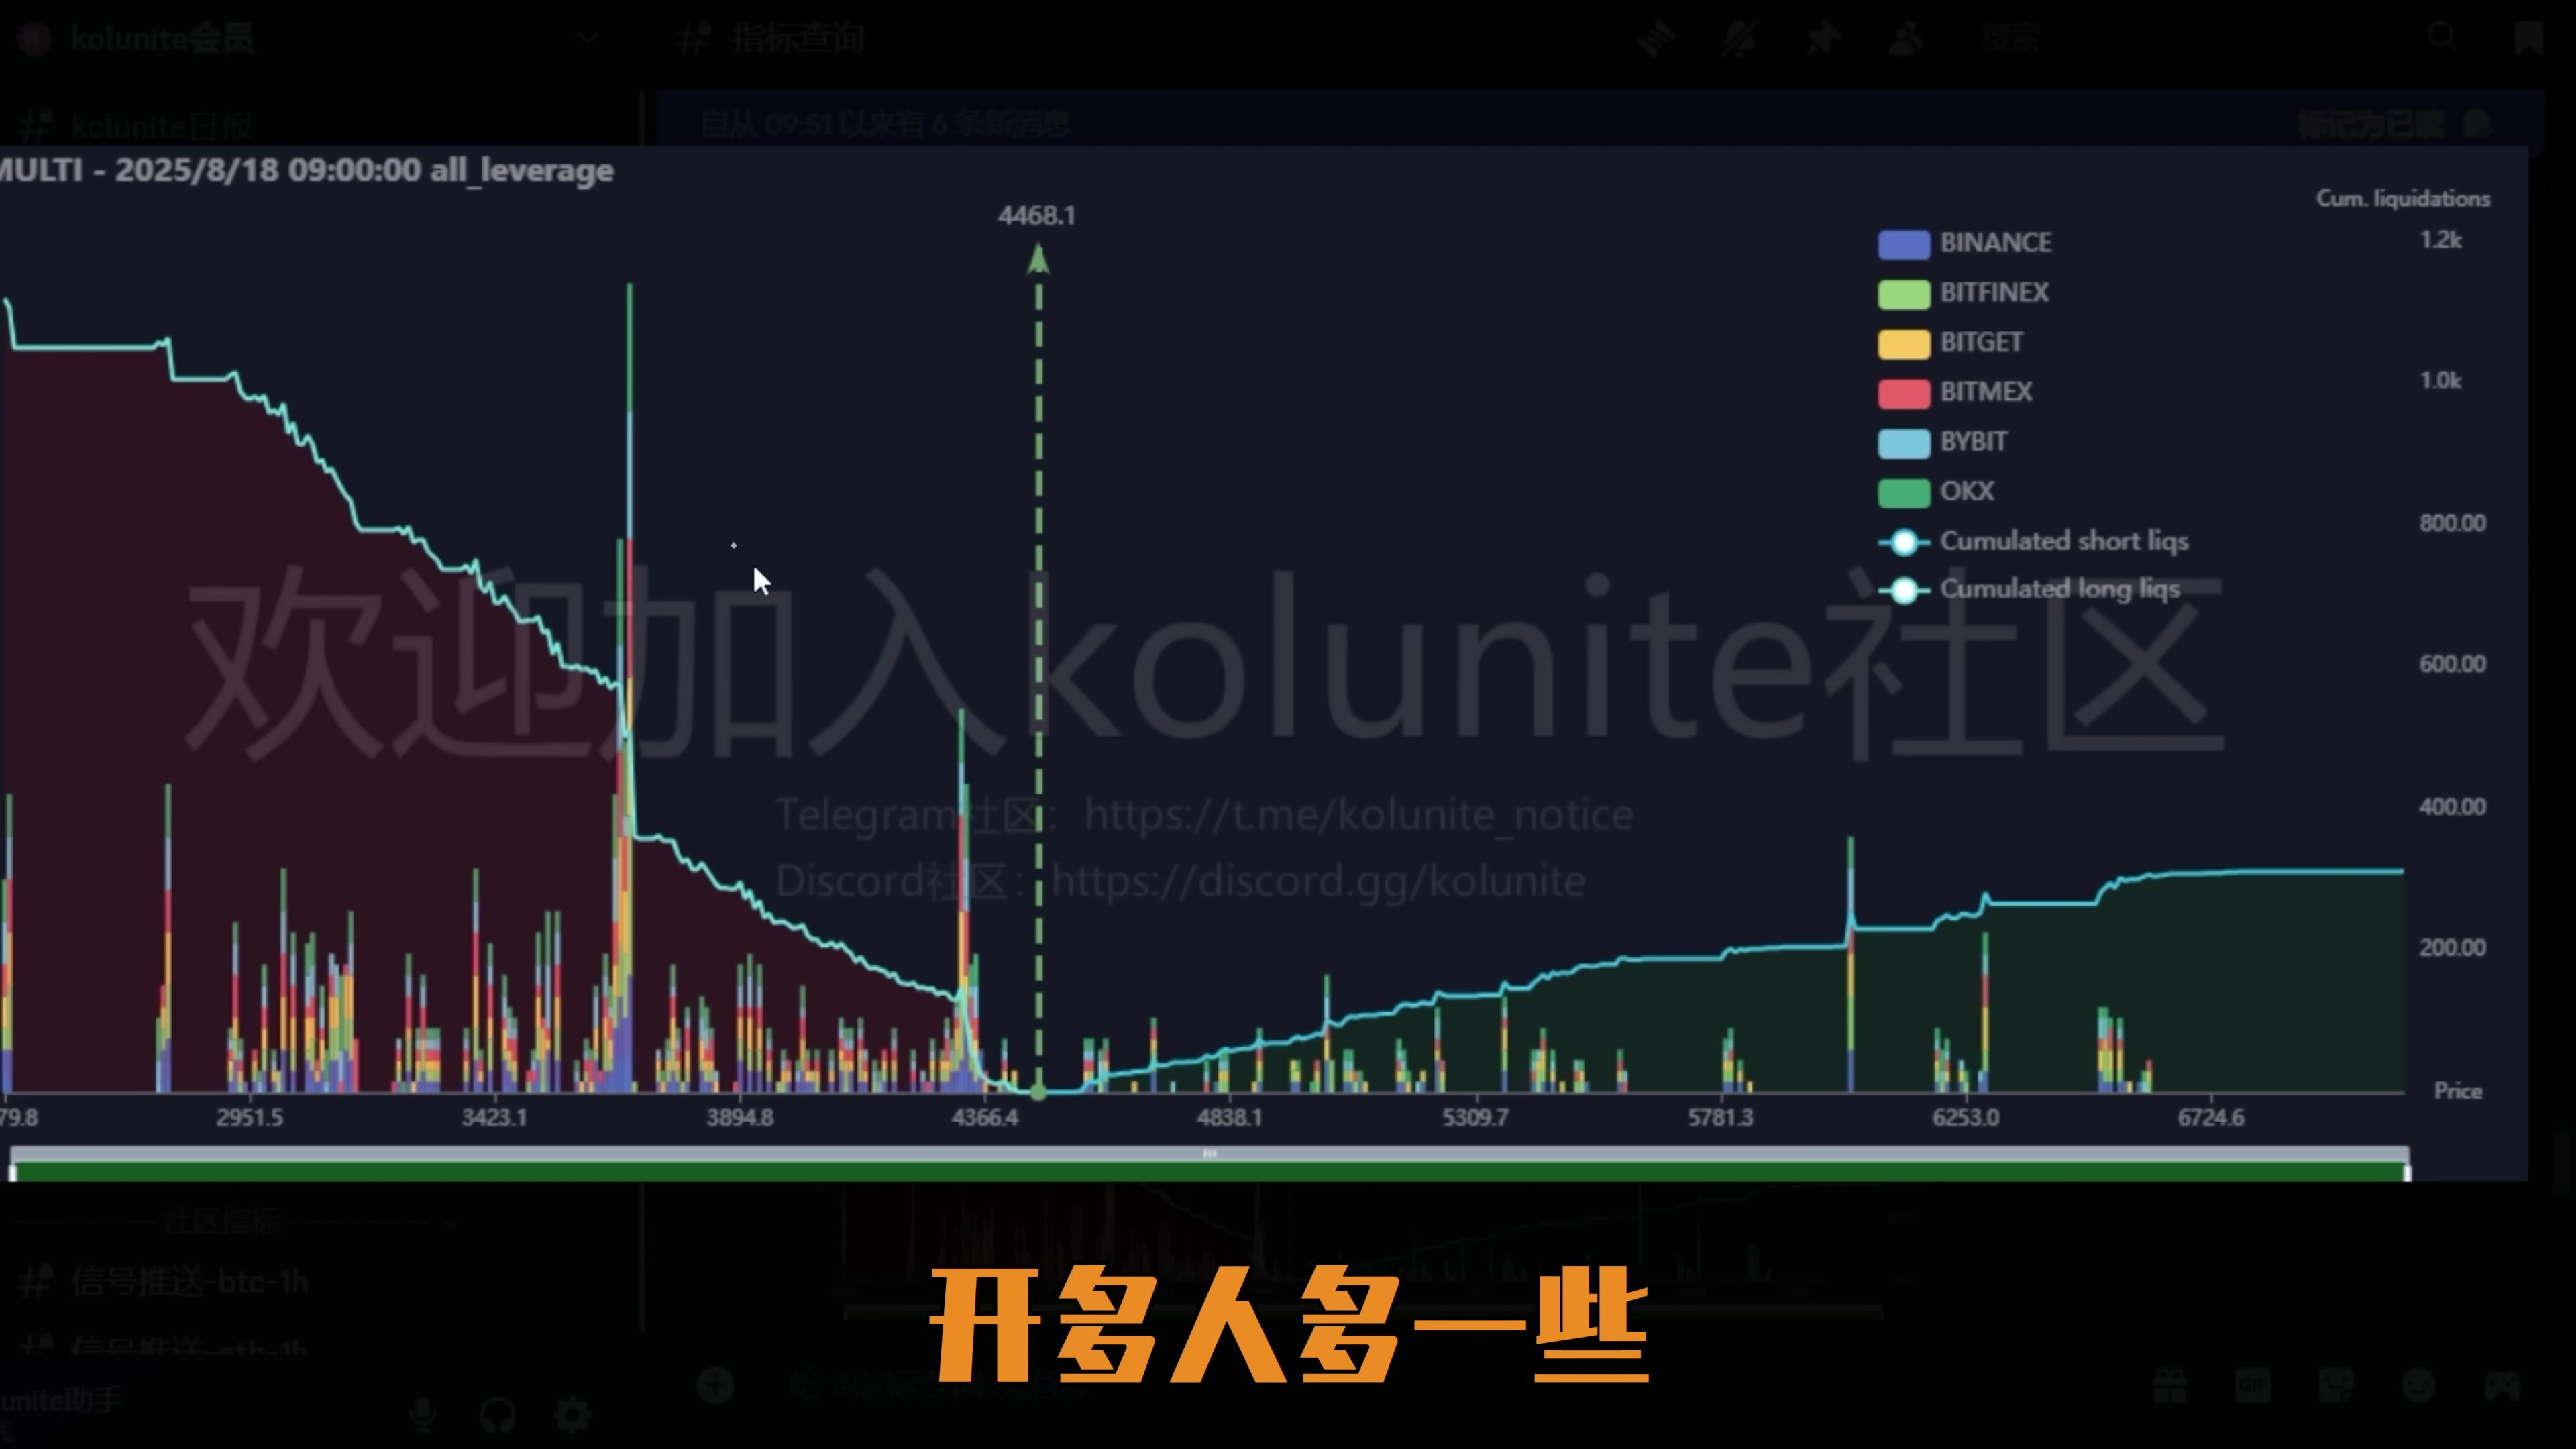 kolunite会员
指标查询
搜索
kolunite日报
自从 09:51 以来有 6 条新消息
标记为已读
MULTI - 2025/8/18 09:00:00 all_leverage
Cum. liquidations
4468.1
BINANCE
BITFINEX
BITGET
BITMEX
BYBIT
OKX
Cumulated short liqs
Cumulated long liqs
1.2k
1.0k
800.00
600.00
400.00
200.00
欢迎加入kolunite社区
Telegram社区：https://t.me/kolunite_notice
Discord社区：https://discord.gg/kolunite
Price
79.8
2951.5
3423.1
3894.8
4366.4
4838.1
5309.7
5781.3
6253.0
6724.6
社区指标
信号推送-btc-1h
信号推送-eth-1h
开多人多一些
unite助手
GIF